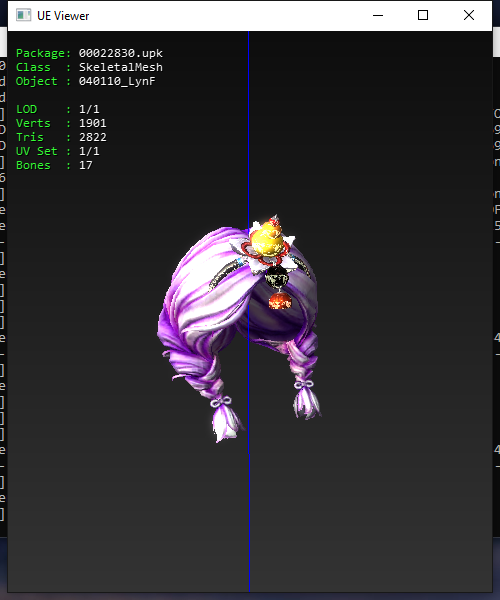 UE Viewer
Package: 00022830.upk
Class : SkeletalMesh
Object : 040110_LynF
LOD : 1/1
Verts : 1901
Tris : 2822
UV Set : 1/1
Bones : 17